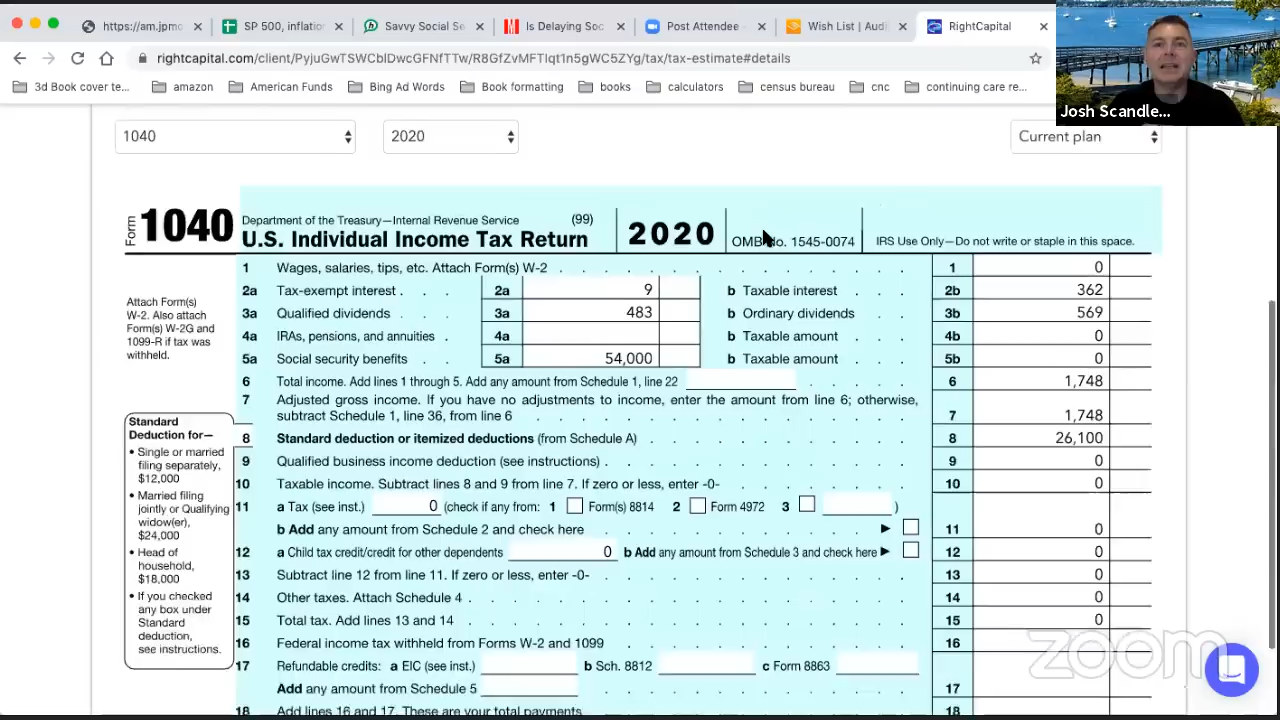 https://am.jpmo
SP 500, inflatio
Savvy Social Se
Is Delaying Soc
Post Attendee -
Wish List | Audi
RightCapital
rightcapital.com/client/PyjuGwTSWCblDwcGFNfTTw/R8GfZvMFTIqt1n5gWC5ZYg/tax/tax-estimate#details
3d Book cover te... amazon American Funds Bing Ad Words Book formatting books calculators census bureau cnc continuing care re...
Josh Scandle...
1040 2020 Current plan
Form 1040 Department of the Treasury—Internal Revenue Service (99)
U.S. Individual Income Tax Return 2020 OMB No. 1545-0074 IRS Use Only—Do not write or staple in this space.
1 Wages, salaries, tips, etc. Attach Form(s) W-2 . . . . . . . . . . . 1 0
2a Tax-exempt interest . . . 2a 9 b Taxable interest . . . 2b 362
3a Qualified dividends . . . 3a 483 b Ordinary dividends . . . 3b 569
4a IRAs, pensions, and annuities . 4a b Taxable amount . . . 4b 0
5a Social security benefits . . 5a 54,000 b Taxable amount . . . 5b 0
Attach Form(s)
W-2. Also attach
Form(s) W-2G and
1099-R if tax was
withheld.
6 Total income. Add lines 1 through 5. Add any amount from Schedule 1, line 22 . . . . . 6 1,748
7 Adjusted gross income. If you have no adjustments to income, enter the amount from line 6; otherwise,
subtract Schedule 1, line 36, from line 6 . . . . . . . . . . . . 7 1,748
8 Standard deduction or itemized deductions (from Schedule A) . . . . . . . . 8 26,100
9 Qualified business income deduction (see instructions) . . . . . . . . . 9 0
10 Taxable income. Subtract lines 8 and 9 from line 7. If zero or less, enter -0- . . . . . . 10 0
11 a Tax (see inst.) 0 (check if any from: 1 Form(s) 8814 2 Form 4972 3 )
b Add any amount from Schedule 2 and check here 11 0
12 a Child tax credit/credit for other dependents 0 b Add any amount from Schedule 3 and check here 12 0
13 Subtract line 12 from line 11. If zero or less, enter -0- . . . . . . . . . 13 0
14 Other taxes. Attach Schedule 4 . . . . . . . . . . . . . 14 0
15 Total tax. Add lines 13 and 14 . . . . . . . . . . . . . 15 0
16 Federal income tax withheld from Forms W-2 and 1099 . . . . . . . . 16
17 Refundable credits: a EIC (see inst.) b Sch. 8812 c Form 8863
Add any amount from Schedule 5 . . . . . . . . . 17
18 Add lines 16 and 17. These are your total payments . . . . . . . . 18
Standard
Deduction for—
• Single or married
filing separately,
$12,000
• Married filing
jointly or Qualifying
widow(er),
$24,000
• Head of
household,
$18,000
• If you checked
any box under
Standard
deduction,
see instructions.
zoom